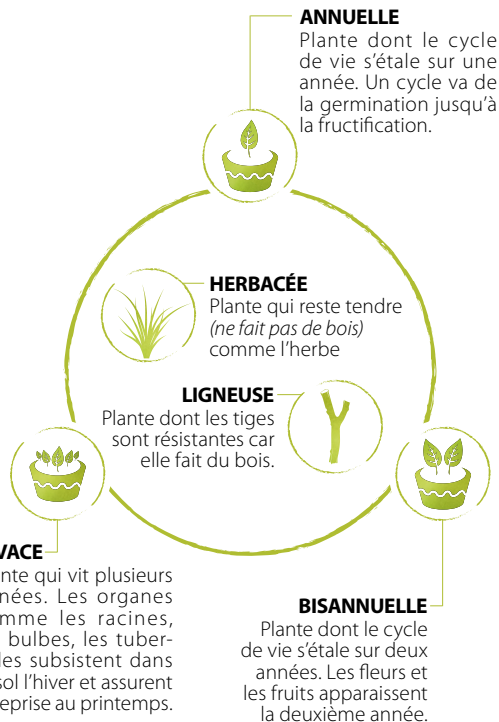 ANNUELLE
Plante dont le cycle
de vie s’étale sur une
année. Un cycle va de
la germination jusqu’à
la fructification.
HERBACÉE
Plante qui reste tendre
(ne fait pas de bois)
comme l’herbe
LIGNEUSE
Plante dont les tiges
sont résistantes car
elle fait du bois.
VACE
nte qui vit plusieurs
nées. Les organes
mme les racines,
bulbes, les tuber-
les subsistent dans
sol l’hiver et assurent
reprise au printemps.
BISANNUELLE
Plante dont le cycle
de vie s’étale sur deux
années. Les fleurs et
les fruits apparaissent
la deuxième année.